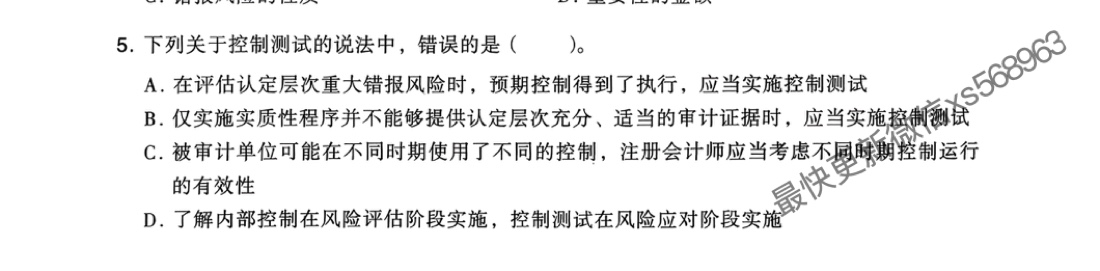 5. 下列关于控制测试的说法中，错误的是（　　）。
A. 在评估认定层次重大错报风险时，预期控制得到了执行，应当实施控制测试
B. 仅实施实质性程序并不能够提供认定层次充分、适当的审计证据时，应当实施控制测试
C. 被审计单位可能在不同时期使用了不同的控制，注册会计师应当考虑不同时期控制运行
的有效性
D. 了解内部控制在风险评估阶段实施，控制测试在风险应对阶段实施
最快更新微信xs568963